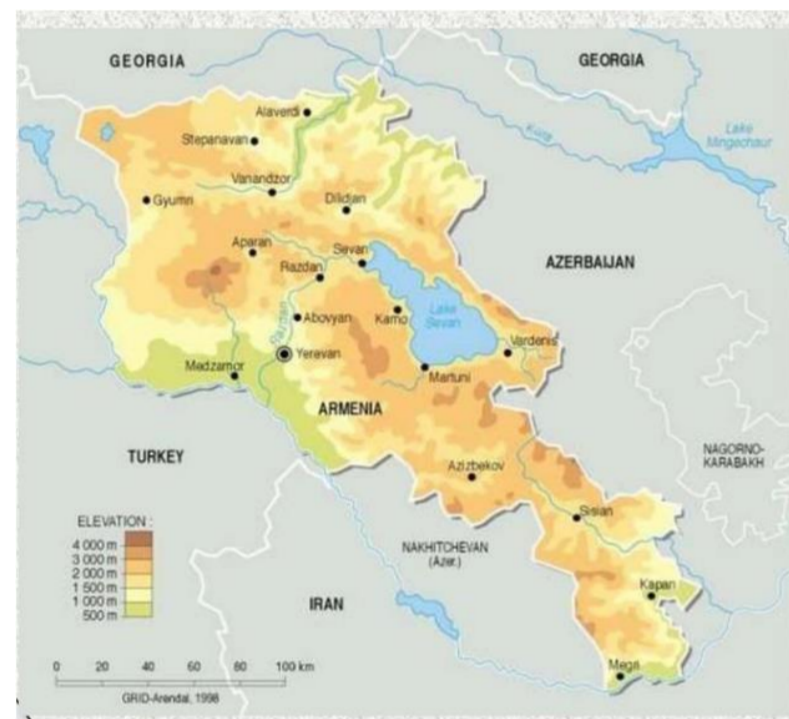 GEORGIA
GEORGIA
Alaverdi
Stepanavan
Kura
Lake
Mingechaur
Vanandzor
Gyumri
Dilidjan
Aparan
Sevan
AZERBAIJAN
Razdan
Razdan
Abovyan
Kamo
Lake
Sevan
Vardenis
Yerevan
Medzamor
Martuni
ARMENIA
TURKEY
NAGORNO-
KARABAKH
Azizbekov
Sisian
ELEVATION :
4 000 m
3 000 m
2 000 m
1 500 m
1 000 m
500 m
NAKHITCHEVAN
(Azer.)
Kapan
IRAN
Megri
0 20 40 60 80 100 km
GRID-Arendal, 1998